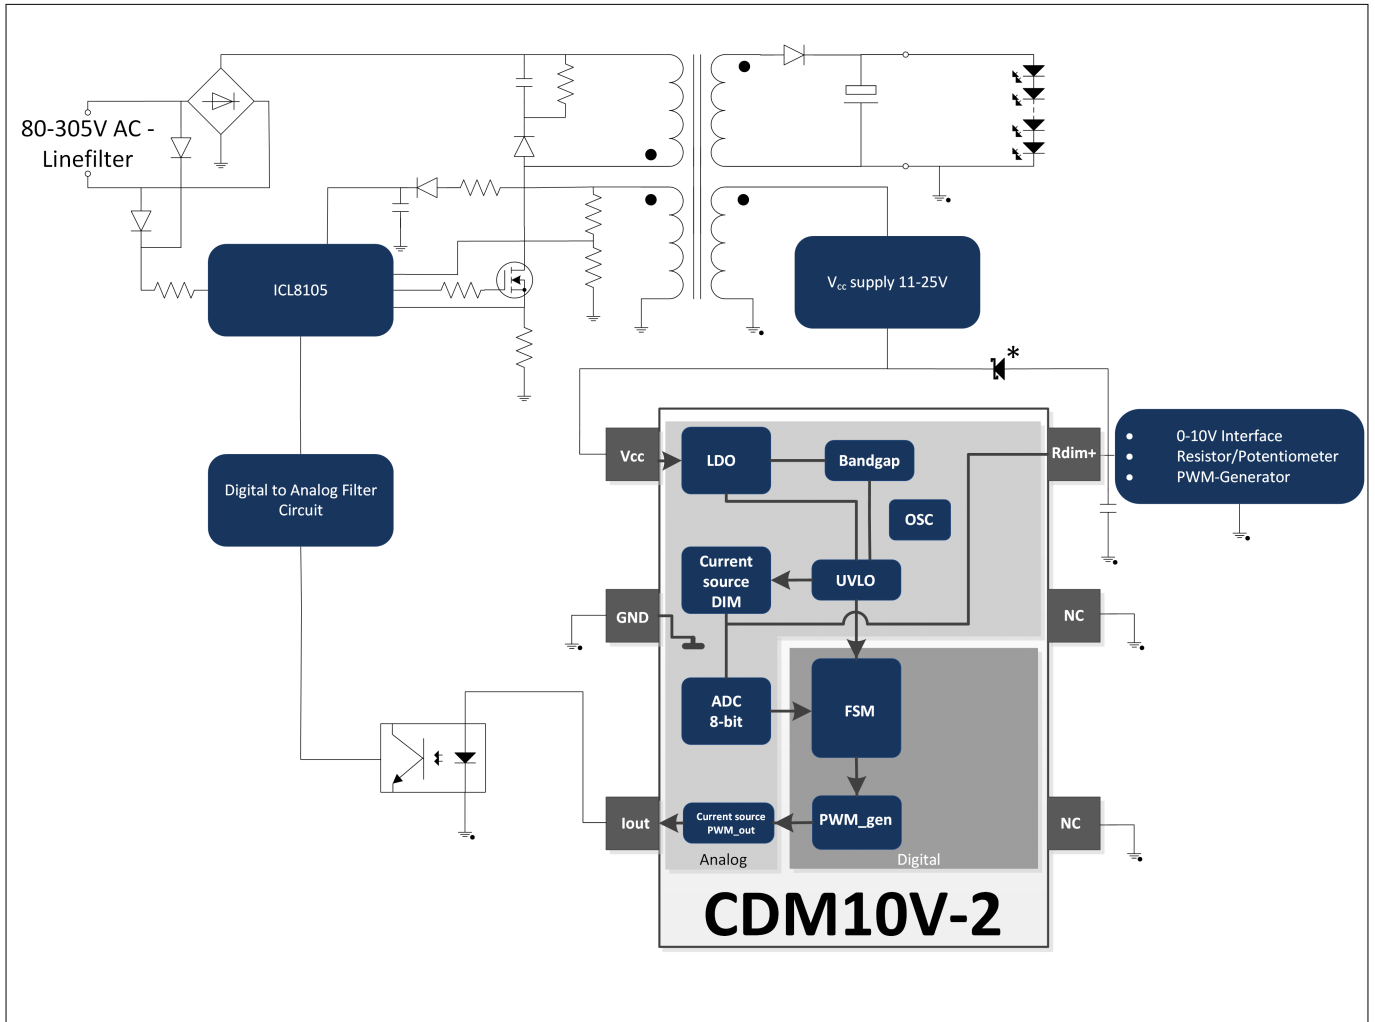 80-305V AC -
Linefilter
ICL8105
Vcc supply 11-25V
*
Digital to Analog Filter
Circuit
Vcc
LDO
Bandgap
Rdim+
• 0-10V Interface
• Resistor/Potentiometer
• PWM-Generator
OSC
Current
source
DIM
UVLO
GND
NC
ADC
8-bit
FSM
Iout
Current source
PWM_out
PWM_gen
NC
Analog
Digital
CDM10V-2